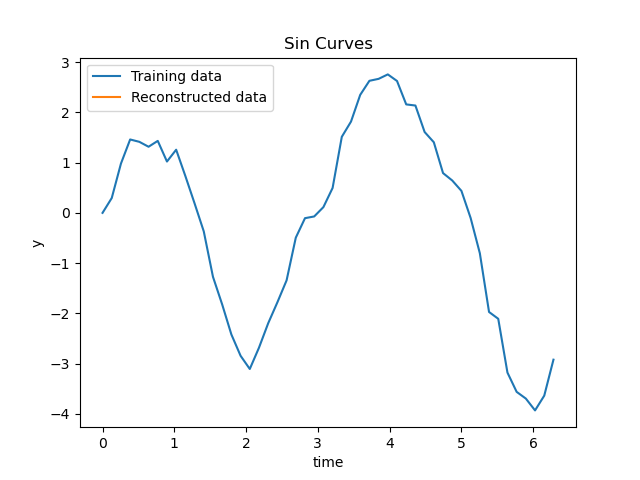 Sin Curves
Training data
Reconstructed data
3
2
1
0
−1
−2
−3
−4
y
0 1 2 3 4 5 6
time